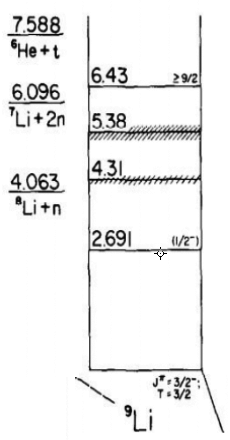 7.588
⁶He+t
6.43 ≥9/2
6.096
⁷Li+2n
5.38
4.31
4.063
⁸Li+n
2.691 (1/2⁻)
Jπ = 3/2⁻;
T = 3/2
⁹Li